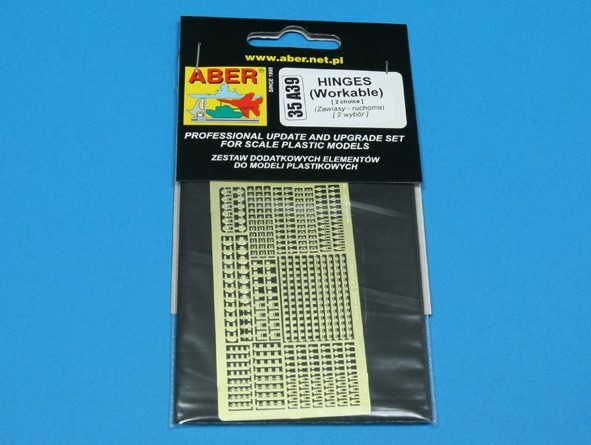 www.aber.net.pl
ABER
®
SINCE 1995
35 A39
HINGES
(Workable)
[ 2 choice ]
(Zawiasy - ruchome)
[ 2 wybór ]
PROFESSIONAL UPDATE AND UPGRADE SET
FOR SCALE PLASTIC MODELS
ZESTAW DODATKOWYCH ELEMENTÓW
DO MODELI PLASTIKOWYCH